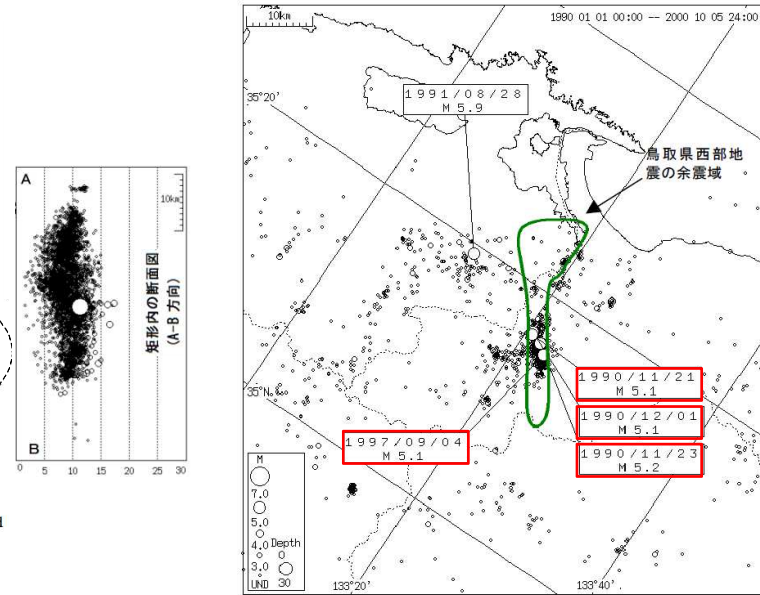 A
10km
B
0 5 10 15 20 25 30
矩形内の断面図
(A-B 方向)
10km
1990 01 01 00:00 -- 2000 10 05 24:00
35°20'
1991/08/28
M 5.9
鳥取県西部地
震の余震域
35°N
1990/11/21
M 5.1
1990/12/01
M 5.1
1990/11/23
M 5.2
1997/09/04
M 5.1
M
7.0
5.0
4.0
3.0
UND
Depth
0
30
133°20'
133°40'